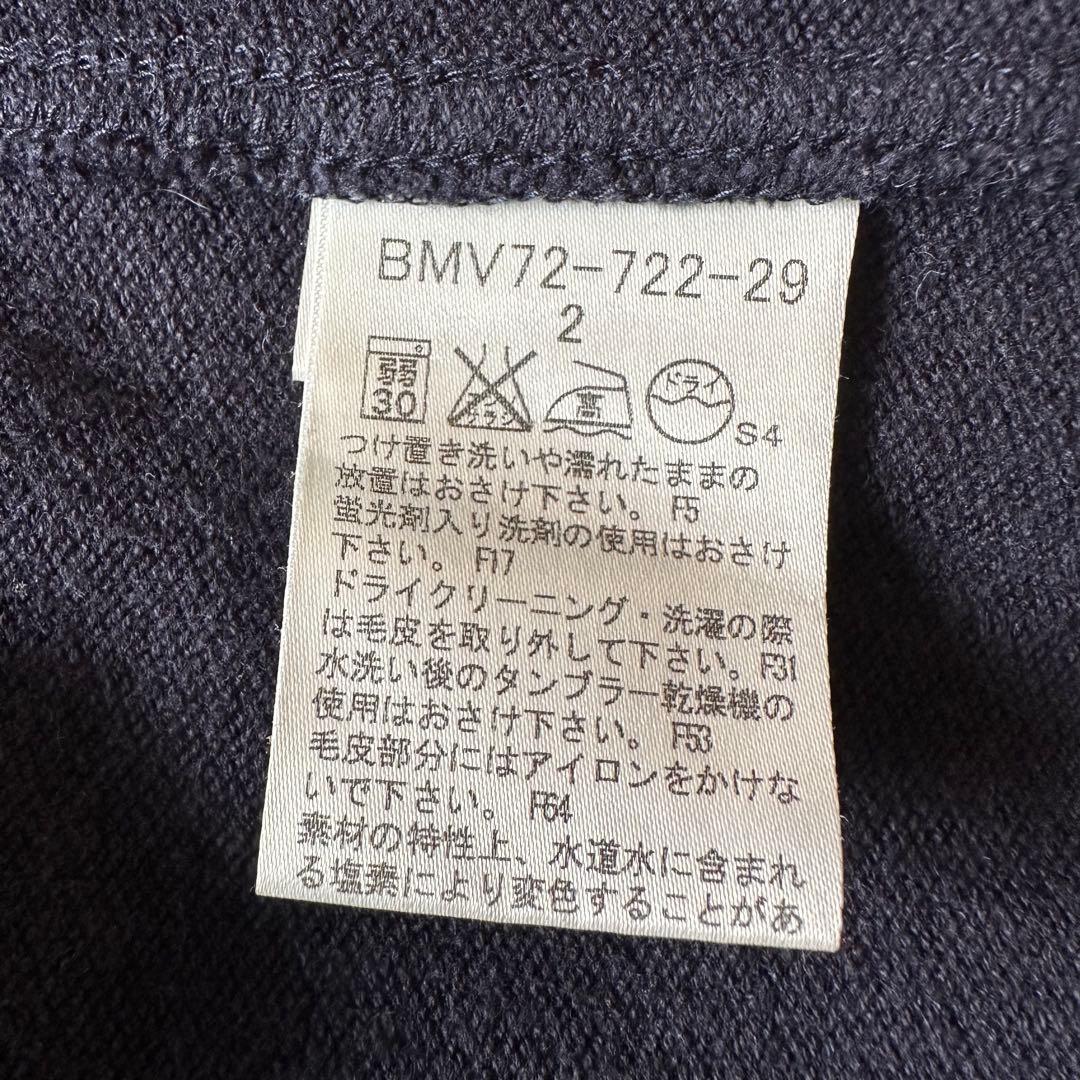 BMV72-722-29
2
弱
30
エンソ
サラシ
高
ドライ
S4
つけ置き洗いや濡れたままの
放置はおさけ下さい。 F5
蛍光剤入り洗剤の使用はおさけ
下さい。 F17
ドライクリーニング・洗濯の際
は毛皮を取り外して下さい。F31
水洗い後のタンブラー乾燥機の
使用はおさけ下さい。 F53
毛皮部分にはアイロンをかけな
いで下さい。 F64
素材の特性上、水道水に含まれ
る塩素により変色することがあ